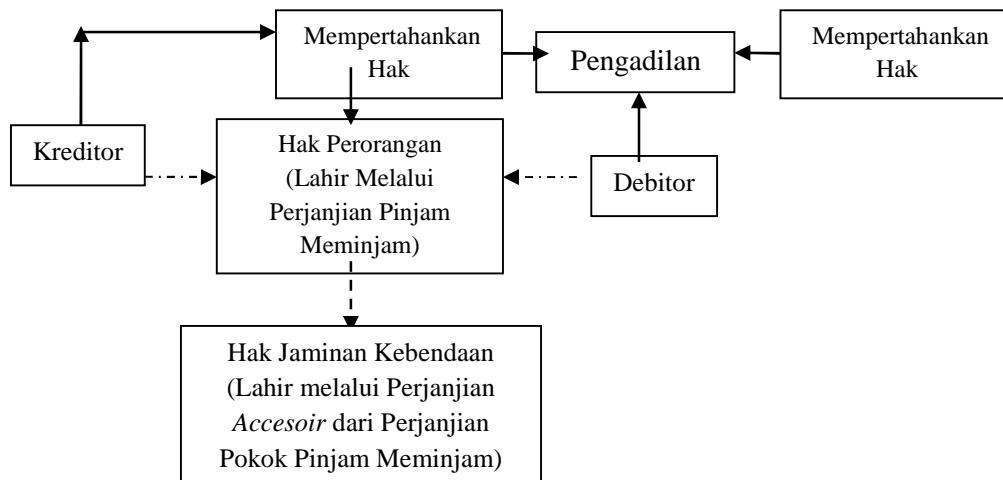 Mempertahankan
Hak
Pengadilan
Mempertahankan
Hak
Kreditor
Hak Perorangan
(Lahir Melalui
Perjanjian Pinjam
Meminjam)
Debitor
Hak Jaminan Kebendaan
(Lahir melalui Perjanjian
Accesoir dari Perjanjian
Pokok Pinjam Meminjam)